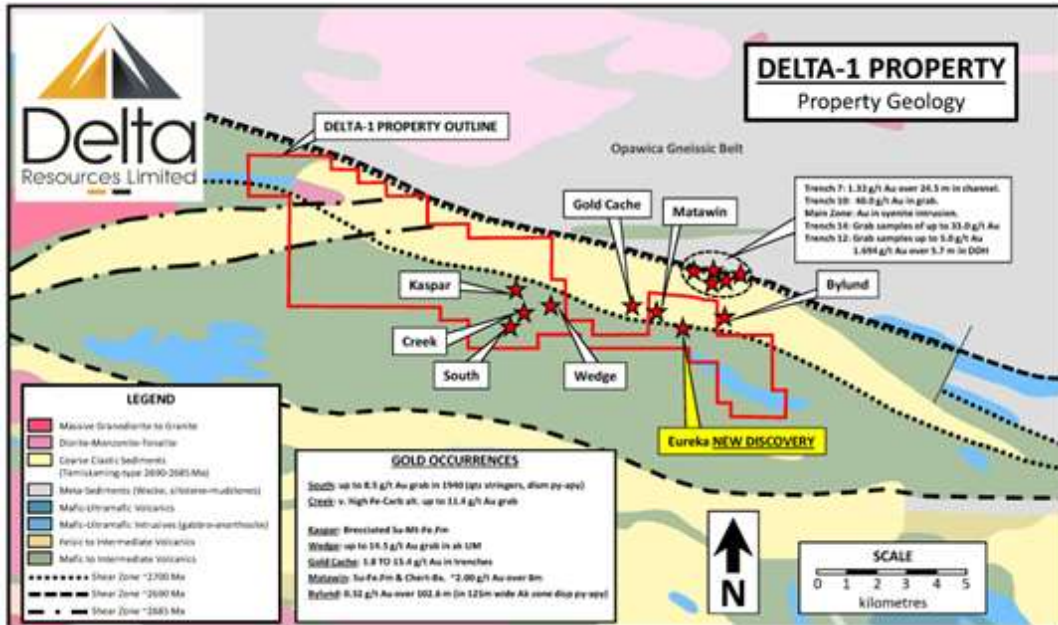 Delta
Resources Limited
DELTA-1 PROPERTY
Property Geology
DELTA-1 PROPERTY OUTLINE
Opawica Gneissic Belt
Gold Cache
Matawin
Trench 7: 1.33 g/t Au over 24.5 m in channel.
Trench 10: 40.0 g/t Au in grab.
Main Zone: Au in syenite intrusion.
Trench 14: Grab samples of up to 33.0 g/t Au
Trench 12: Grab samples up to 5.0 g/t Au
1.694 g/t Au over 5.7 m in DDH
Bylund
Kaspar
Creek
South
Wedge
Eureka NEW DISCOVERY
LEGEND
Massive Granodiorite to Granite
Diorite-Monzonite-Tonalite
Coarse Clastic Sediments
(Temiskaming-type 2690-2685 Ma)
Meta-Sediments (Wacke, siltstone-mudstones)
Mafic-Ultramafic Volcanics
Mafic-Ultramafic Intrusives (gabbro-anorthosite)
Felsic to Intermediate Volcanics
Mafic to Intermediate Volcanics
Shear Zone ~2700 Ma
Shear Zone ~2690 Ma
Shear Zone ~2685 Ma
GOLD OCCURRENCES
South: up to 8.5 g/t Au grab in 1940 (qtz stringers, dism py-apy)
Creek: v. High Fe-Carb alt. up to 11.4 g/t Au grab
Kaspar: Brecciated Su-Mt-Fe.Fm
Wedge: up to 14.5 g/t Au grab in ak UM
Gold Cache: 1.8 TO 15.4 g/t Au in trenches
Matawin: Su-Fe.Fm & Chert-Bx. ~2.00 g/t Au over 8m
Bylund: 0.52 g/t Au over 102.6 m (in 125m wide Ak zone disp py-apy)
N
SCALE
0 1 2 3 4 5
kilometres